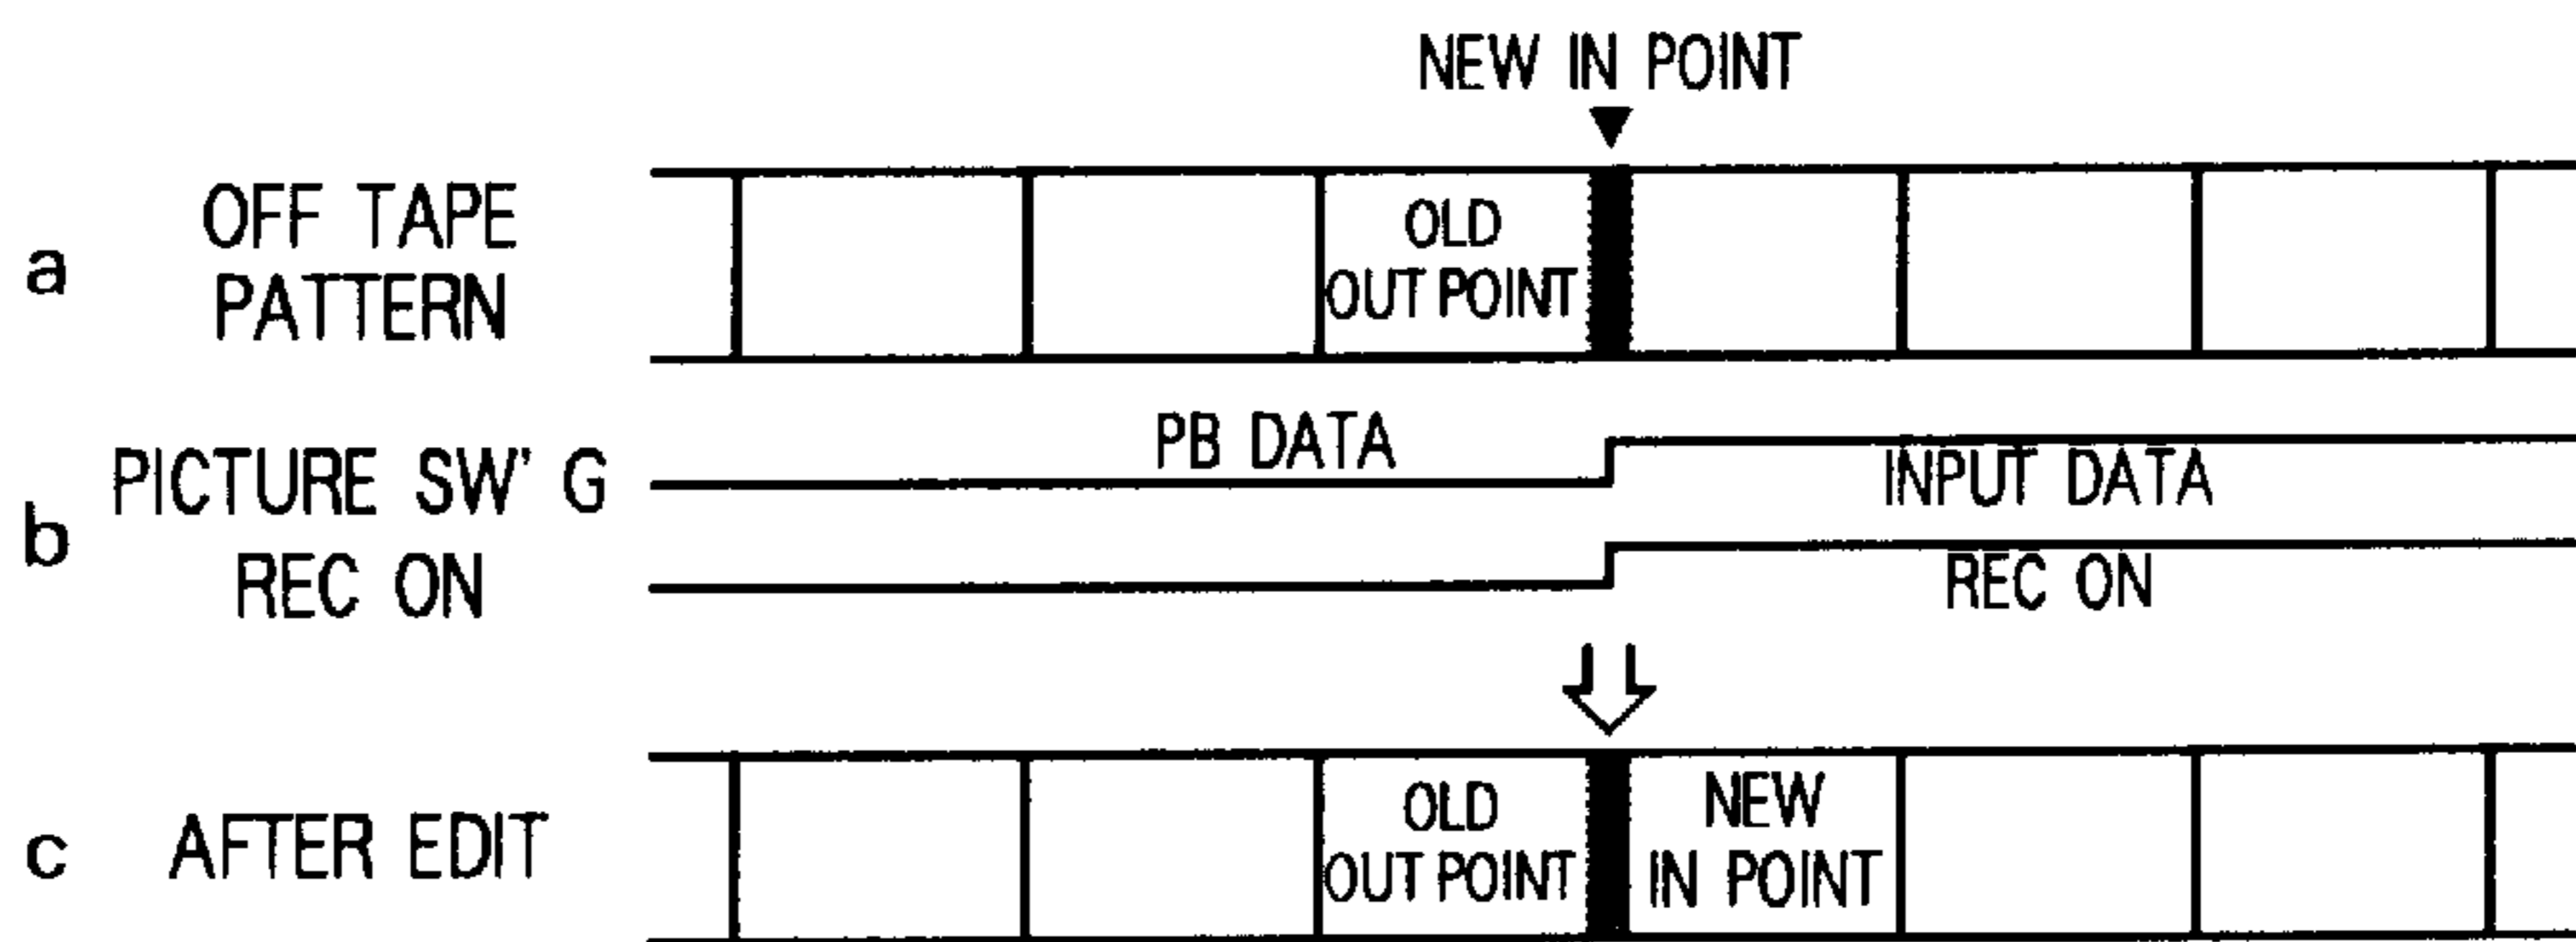 NEW IN POINT
a
OFF TAPE
PATTERN
OLD
OUT POINT
b
PICTURE SW' G
REC ON
PB DATA
INPUT DATA
REC ON
c
AFTER EDIT
OLD
OUT POINT
NEW
IN POINT